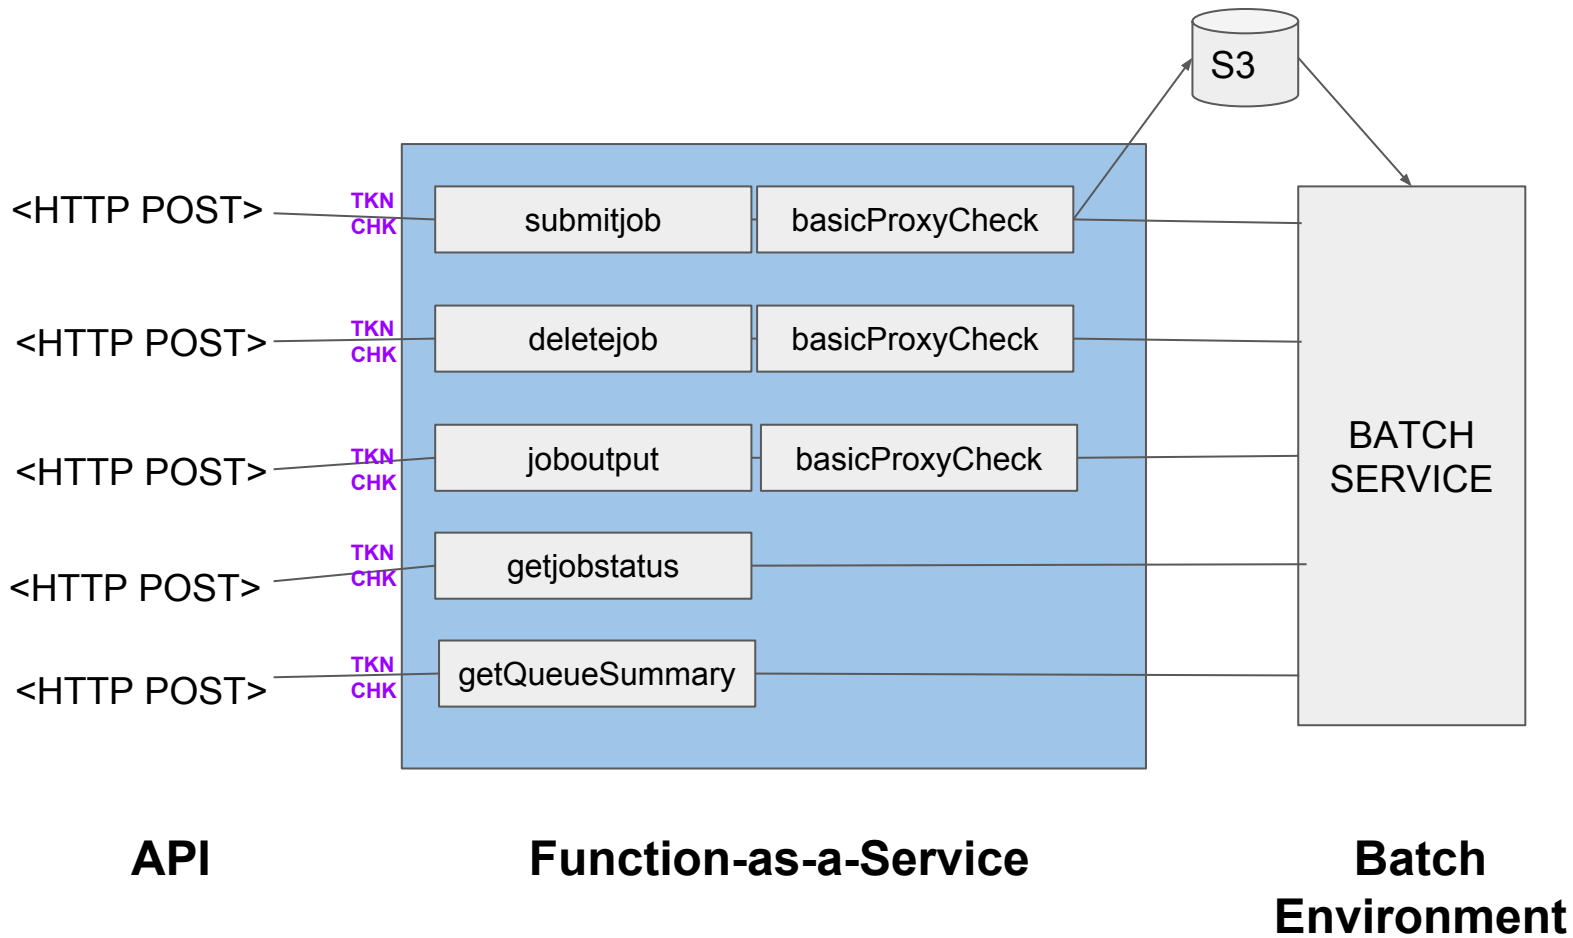 S3
<HTTP POST>
TKN
CHK
submitjob
basicProxyCheck
<HTTP POST>
TKN
CHK
deletejob
basicProxyCheck
<HTTP POST>
TKN
CHK
joboutput
basicProxyCheck
BATCH
SERVICE
<HTTP POST>
TKN
CHK
getjobstatus
<HTTP POST>
TKN
CHK
getQueueSummary
API
Function-as-a-Service
Batch
Environment